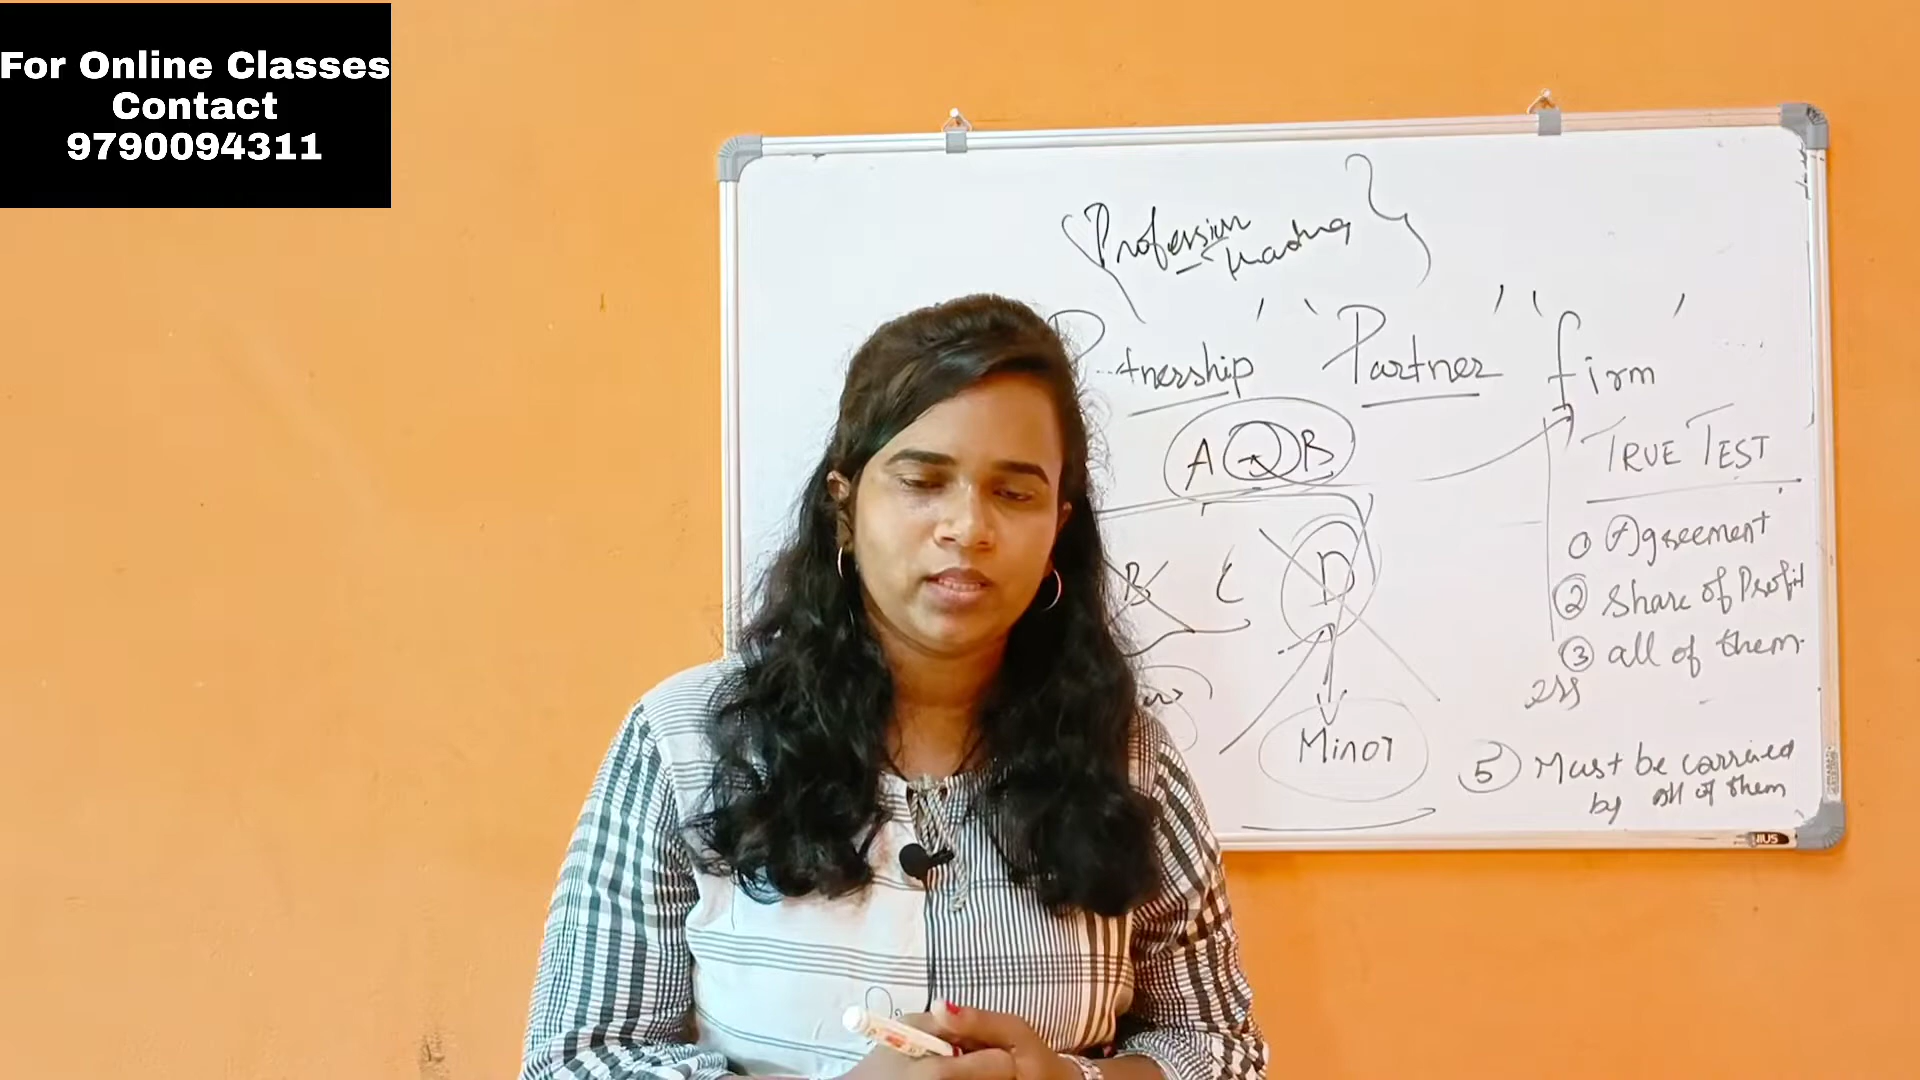 For Online Classes
Contact
9790094311
Profession
trading
tnership' 'Partner' 'firm'
A B
TRUE TEST
B C D
① Agreement
② Share of Profit
③ all of them.
Minor
⑤ Must be carried
by all of them